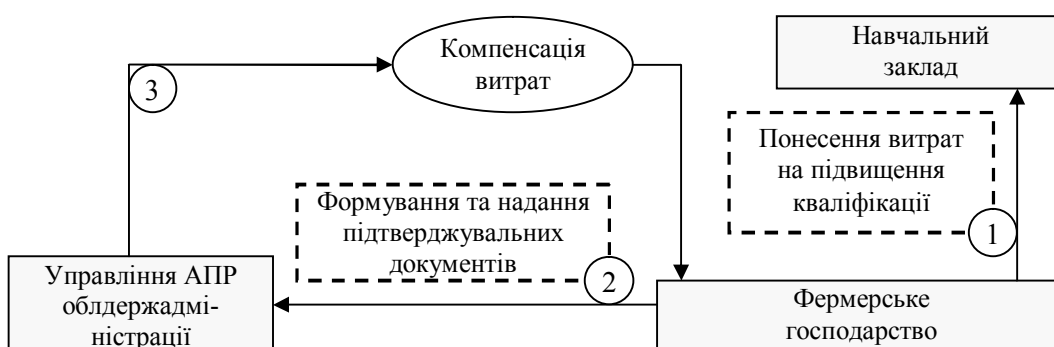 Компенсація
витрат
Навчальний
заклад
3
Понесення витрат
на підвищення
кваліфікації
1
Формування та надання
підтверджувальних
документів
2
Управління АПР
облдержадмі-
ністрації
Фермерське
господарство